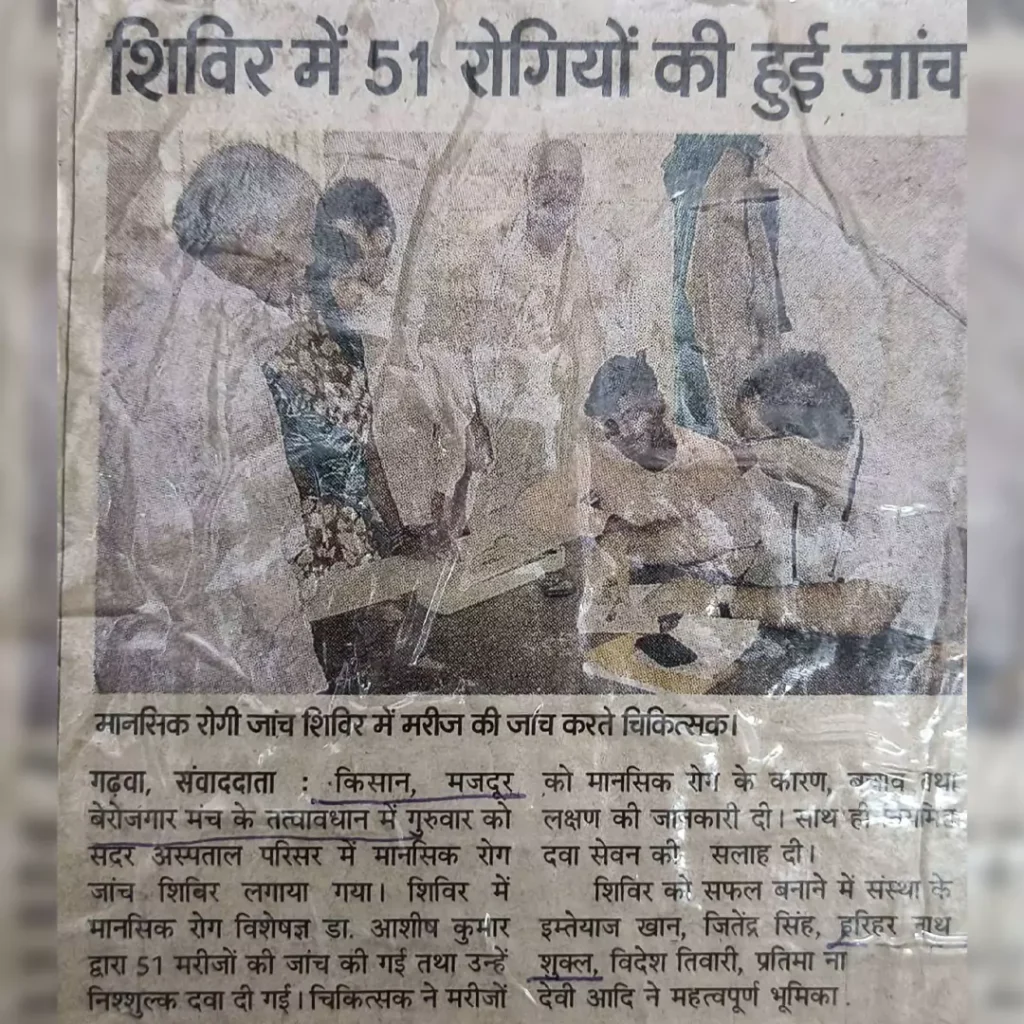 शिविर में 51 रोगियों की हुई जांच
मानसिक रोगी जांच शिविर में मरीज की जांच करते चिकित्सक।
गढ़वा, संवाददाता : किसान, मजदूर
बेरोजगार मंच के तत्वावधान में गुरुवार को
सदर अस्पताल परिसर में मानसिक रोग
जांच शिबिर लगाया गया। शिविर में
मानसिक रोग विशेषज्ञ डा. आशीष कुमार
द्वारा 51 मरीजों की जांच की गई तथा उन्हें
निश्शुल्क दवा दी गई। चिकित्सक ने मरीजों
को मानसिक रोग के कारण, बचाव तथा
लक्षण की जानकारी दी। साथ ही नियमित
दवा सेवन की सलाह दी।
शिविर को सफल बनाने में संस्था के
इम्तेयाज खान, जितेंद्र सिंह, हरिहर नाथ
शुक्ल, विदेश तिवारी, प्रतिमा
देवी आदि ने महत्वपूर्ण भूमिका